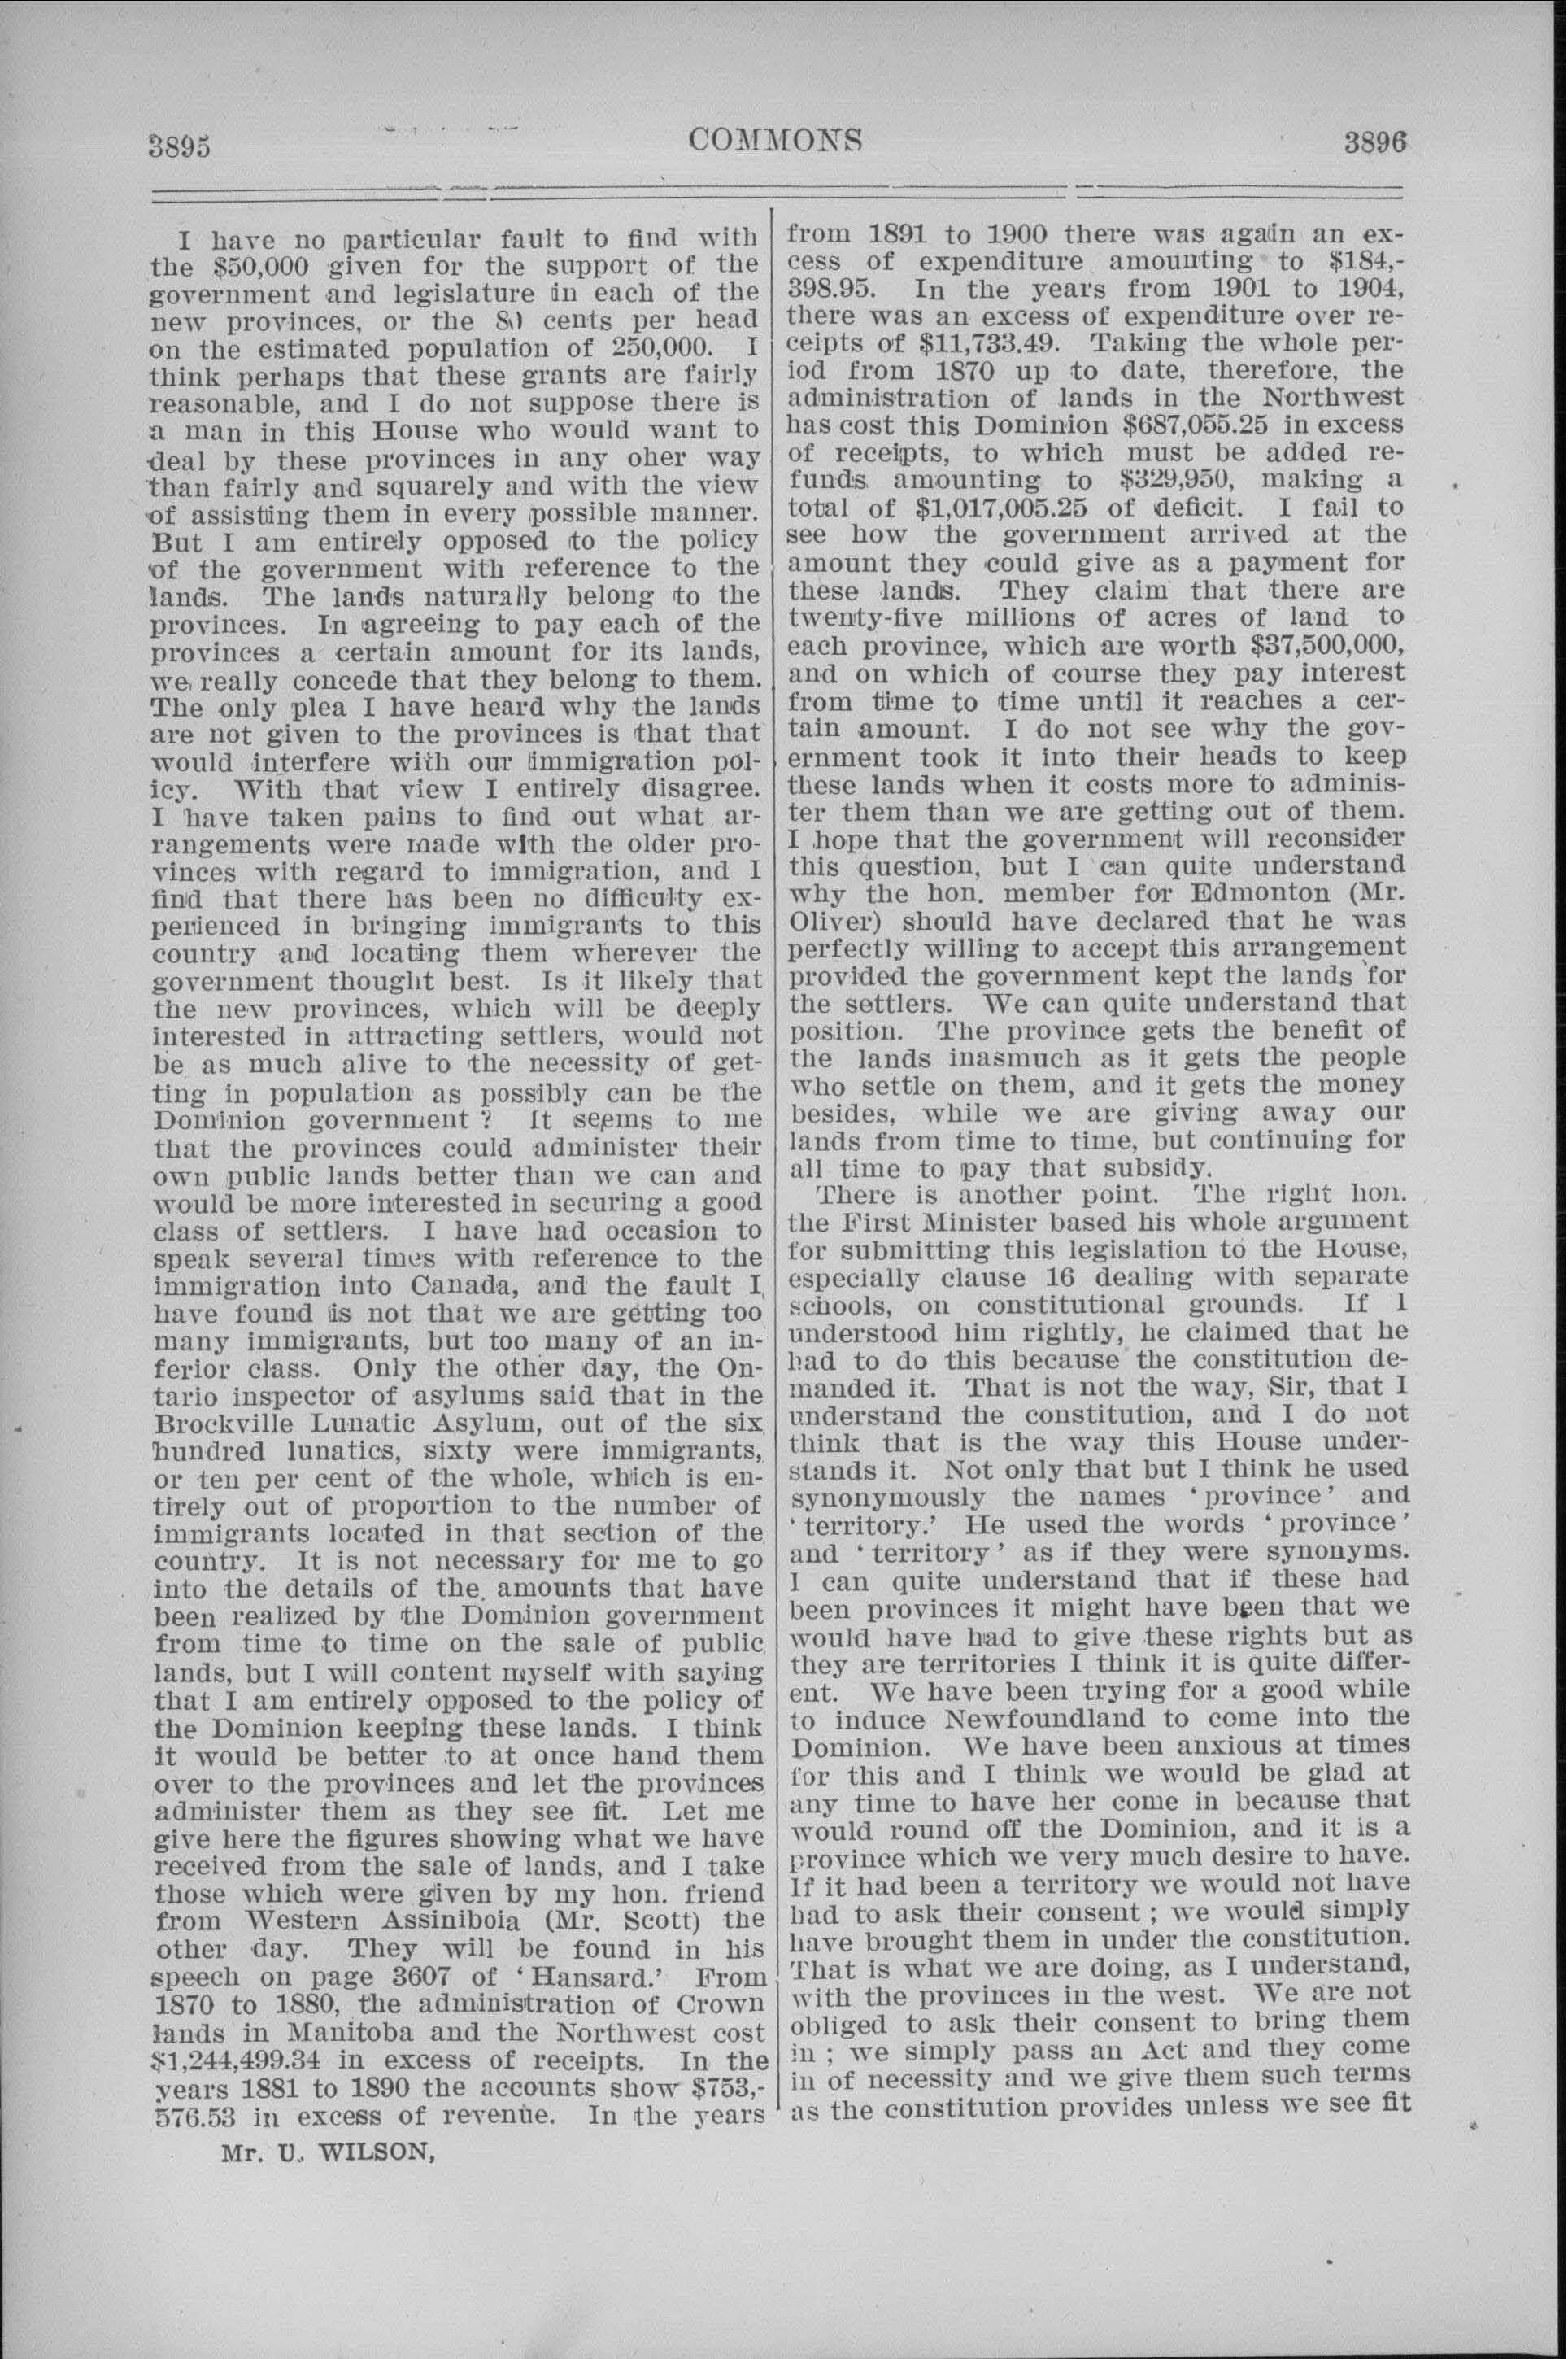 3895
COMMONS
3896
I have no particular fault to find with
the $50,000 given for the support of the
government and legislature in each of the
new provinces, or the 80 cents per head
on the estimated population of 250,000. I
think perhaps that these grants are fairly
reasonable, and I do not suppose there is
a man in this House who would want to
deal by these provinces in any oher way
than fairly and squarely and with the view
of assisting them in every possible manner.
But I am entirely opposed to the policy
of the government with reference to the
lands. The lands naturally belong to the
provinces. In agreeing to pay each of the
provinces a certain amount for its lands,
we really concede that they belong to them.
The only plea I have heard why the lands
are not given to the provinces is that that
would interfere with our immigration pol-
icy. With that view I entirely disagree.
I have taken pains to find out what ar-
rangements were made with the older pro-
vinces with regard to immigration, and I
find that there has been no difficulty ex-
perienced in bringing immigrants to this
country and locating them wherever the
government thought best. Is it likely that
the new provinces, which will be deeply
interested in attracting settlers, would not
be as much alive to the necessity of get-
ting in population as possibly can be the
Dominion government ? It seems to me
that the provinces could administer their
own public lands better than we can and
would be more interested in securing a good
class of settlers. I have had occasion to
speak several times with reference to the
immigration into Canada, and the fault I
have found is not that we are getting too
many immigrants, but too many of an in-
ferior class. Only the other day, the On-
tario inspector of asylums said that in the
Brockville Lunatic Asylum, out of the six
hundred lunatics, sixty were immigrants,
or ten per cent of the whole, which is en-
tirely out of proportion to the number of
immigrants located in that section of the
country. It is not necessary for me to go
into the details of the amounts that have
been realized by the Dominion government
from time to time on the sale of public
lands, but I will content myself with saying
that I am entirely opposed to the policy of
the Dominion keeping these lands. I think
it would be better to at once hand them
over to the provinces and let the provinces
administer them as they see fit. Let me
give here the figures showing what we have
received from the sale of lands, and I take
those which were given by my hon. friend
from Western Assiniboia (Mr. Scott) the
other day. They will be found in his
speech on page 3607 of ‘ Hansard.’ From
1870 to 1880, the administration of Crown
lands in Manitoba and the Northwest cost
$1,244,499.34 in excess of receipts. In the
years 1881 to 1890 the accounts show $753,-
576.53 in excess of revenue. In the years
Mr. U. WILSON,
from 1891 to 1900 there was again an ex-
cess of expenditure amounting to $184,-
398.95. In the years from 1901 to 1904,
there was an excess of expenditure over re-
ceipts of $11,733.49. Taking the whole per-
iod from 1870 up to date, therefore, the
administration of lands in the Northwest
has cost this Dominion $687,055.25 in excess
of receipts, to which must be added re-
funds amounting to $329,950, making a
total of $1,017,005.25 of deficit. I fail to
see how the government arrived at the
amount they could give as a payment for
these lands. They claim that there are
twenty-five millions of acres of land to
each province, which are worth $37,500,000,
and on which of course they pay interest
from time to time until it reaches a cer-
tain amount. I do not see why the gov-
ernment took it into their heads to keep
these lands when it costs more to adminis-
ter them than we are getting out of them.
I hope that the government will reconsider
this question, but I can quite understand
why the hon. member for Edmonton (Mr.
Oliver) should have declared that he was
perfectly willing to accept this arrangement
provided the government kept the lands for
the settlers. We can quite understand that
position. The province gets the benefit of
the lands inasmuch as it gets the people
who settle on them, and it gets the money
besides, while we are giving away our
lands from time to time, but continuing for
all time to pay that subsidy.
There is another point. The right hon.
the First Minister based his whole argument
for submitting this legislation to the House,
especially clause 16 dealing with separate
schools, on constitutional grounds. If I
understood him rightly, he claimed that he
had to do this because the constitution de-
manded it. That is not the way, Sir, that I
understand the constitution, and I do not
think that is the way this House under-
stands it. Not only that but I think he used
synonymously the names ‘ province ’ and
‘ territory.’ He used the words ‘ province ’
and ‘ territory ’ as if they were synonyms.
I can quite understand that if these had
been provinces it might have been that we
would have had to give these rights but as
they are territories I think it is quite differ-
ent. We have been trying for a good while
to induce Newfoundland to come into the
Dominion. We have been anxious at times
for this and I think we would be glad at
any time to have her come in because that
would round off the Dominion, and it is a
province which we very much desire to have.
If it had been a territory we would not have
had to ask their consent ; we would simply
have brought them in under the constitution.
That is what we are doing, as I understand,
with the provinces in the west. We are not
obliged to ask their consent to bring them
in ; we simply pass an Act and they come
in of necessity and we give them such terms
as the constitution provides unless we see fit